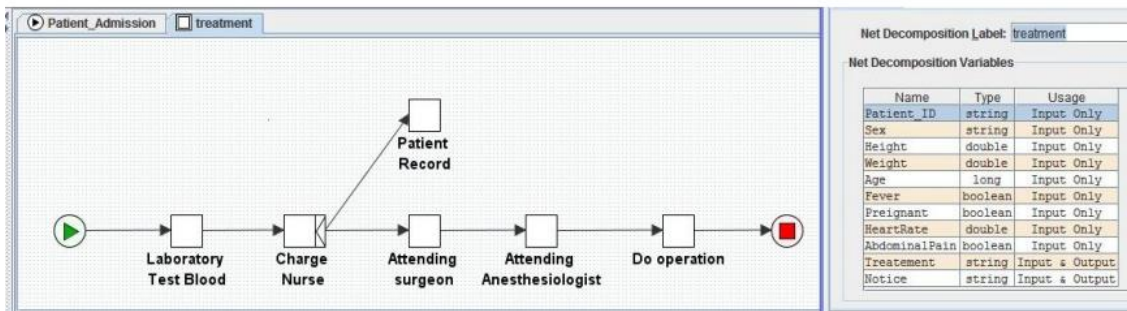 Patient_Admission
treatment
Patient
Record
Laboratory
Test Blood
Charge
Nurse
Attending
surgeon
Attending
Anesthesiologist
Do operation
Net Decomposition Label: treatment
Net Decomposition Variables
Name Type Usage
Patient_ID string Input Only
Sex string Input Only
Height double Input Only
Weight double Input Only
Age long Input Only
Fever boolean Input Only
Preignant boolean Input Only
HeartRate double Input Only
AbdominalPain boolean Input Only
Treatement string Input & Output
Notice string Input & Output